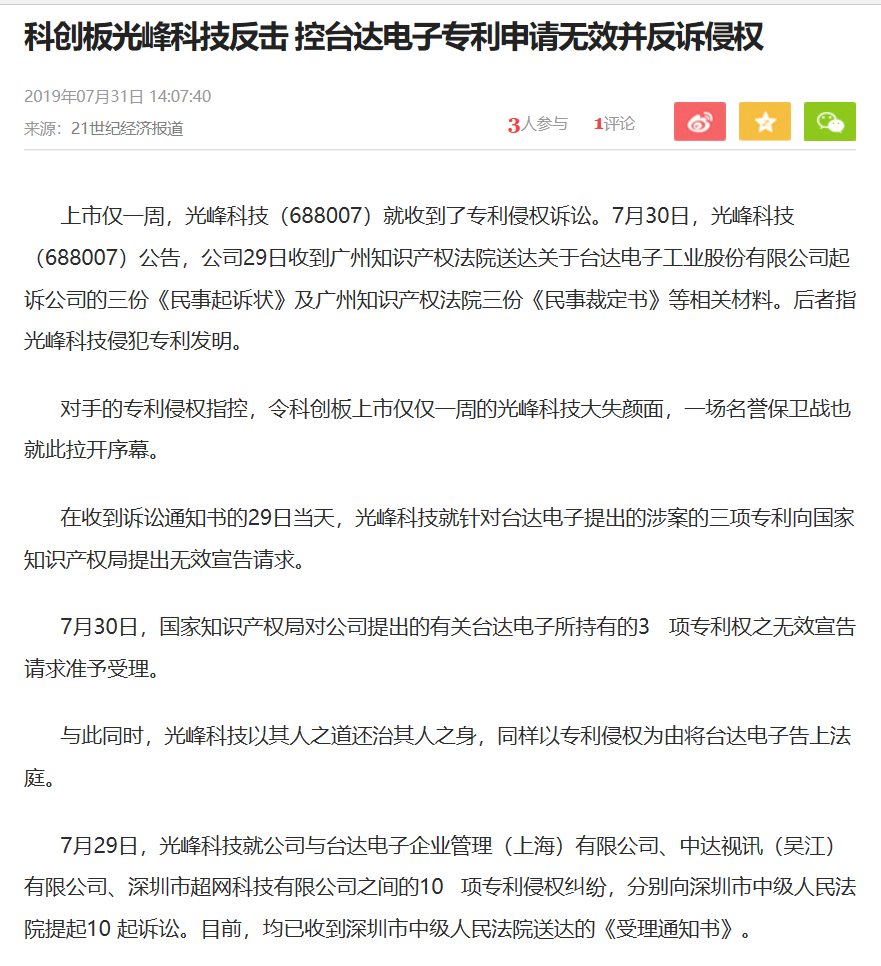 科创板光峰科技反击 控台达电子专利申请无效并反诉侵权
2019年07月31日 14:07:40
来源：21世纪经济报道
3人参与 1评论
上市仅一周，光峰科技（688007）就收到了专利侵权诉讼。7月30日，光峰科技
（688007）公告，公司29日收到广州知识产权法院送达关于台达电子工业股份有限公司起
诉公司的三份《民事起诉状》及广州知识产权法院三份《民事裁定书》等相关材料。后者指
光峰科技侵犯专利发明。
对手的专利侵权指控，令科创板上市仅仅一周的光峰科技大失颜面，一场名誉保卫战也
就此拉开序幕。
在收到诉讼通知书的29日当天，光峰科技就针对台达电子提出的涉案的三项专利向国家
知识产权局提出无效宣告请求。
7月30日，国家知识产权局对公司提出的有关台达电子所持有的3 项专利权之无效宣告
请求准予受理。
与此同时，光峰科技以其人之道还治其人之身，同样以专利侵权为由将台达电子告上法
庭。
7月29日，光峰科技就公司与台达电子企业管理（上海）有限公司、中达视讯（吴江）
有限公司、深圳市超网科技有限公司之间的10 项专利侵权纠纷，分别向深圳市中级人民法
院提起10 起诉讼。目前，均已收到深圳市中级人民法院送达的《受理通知书》。